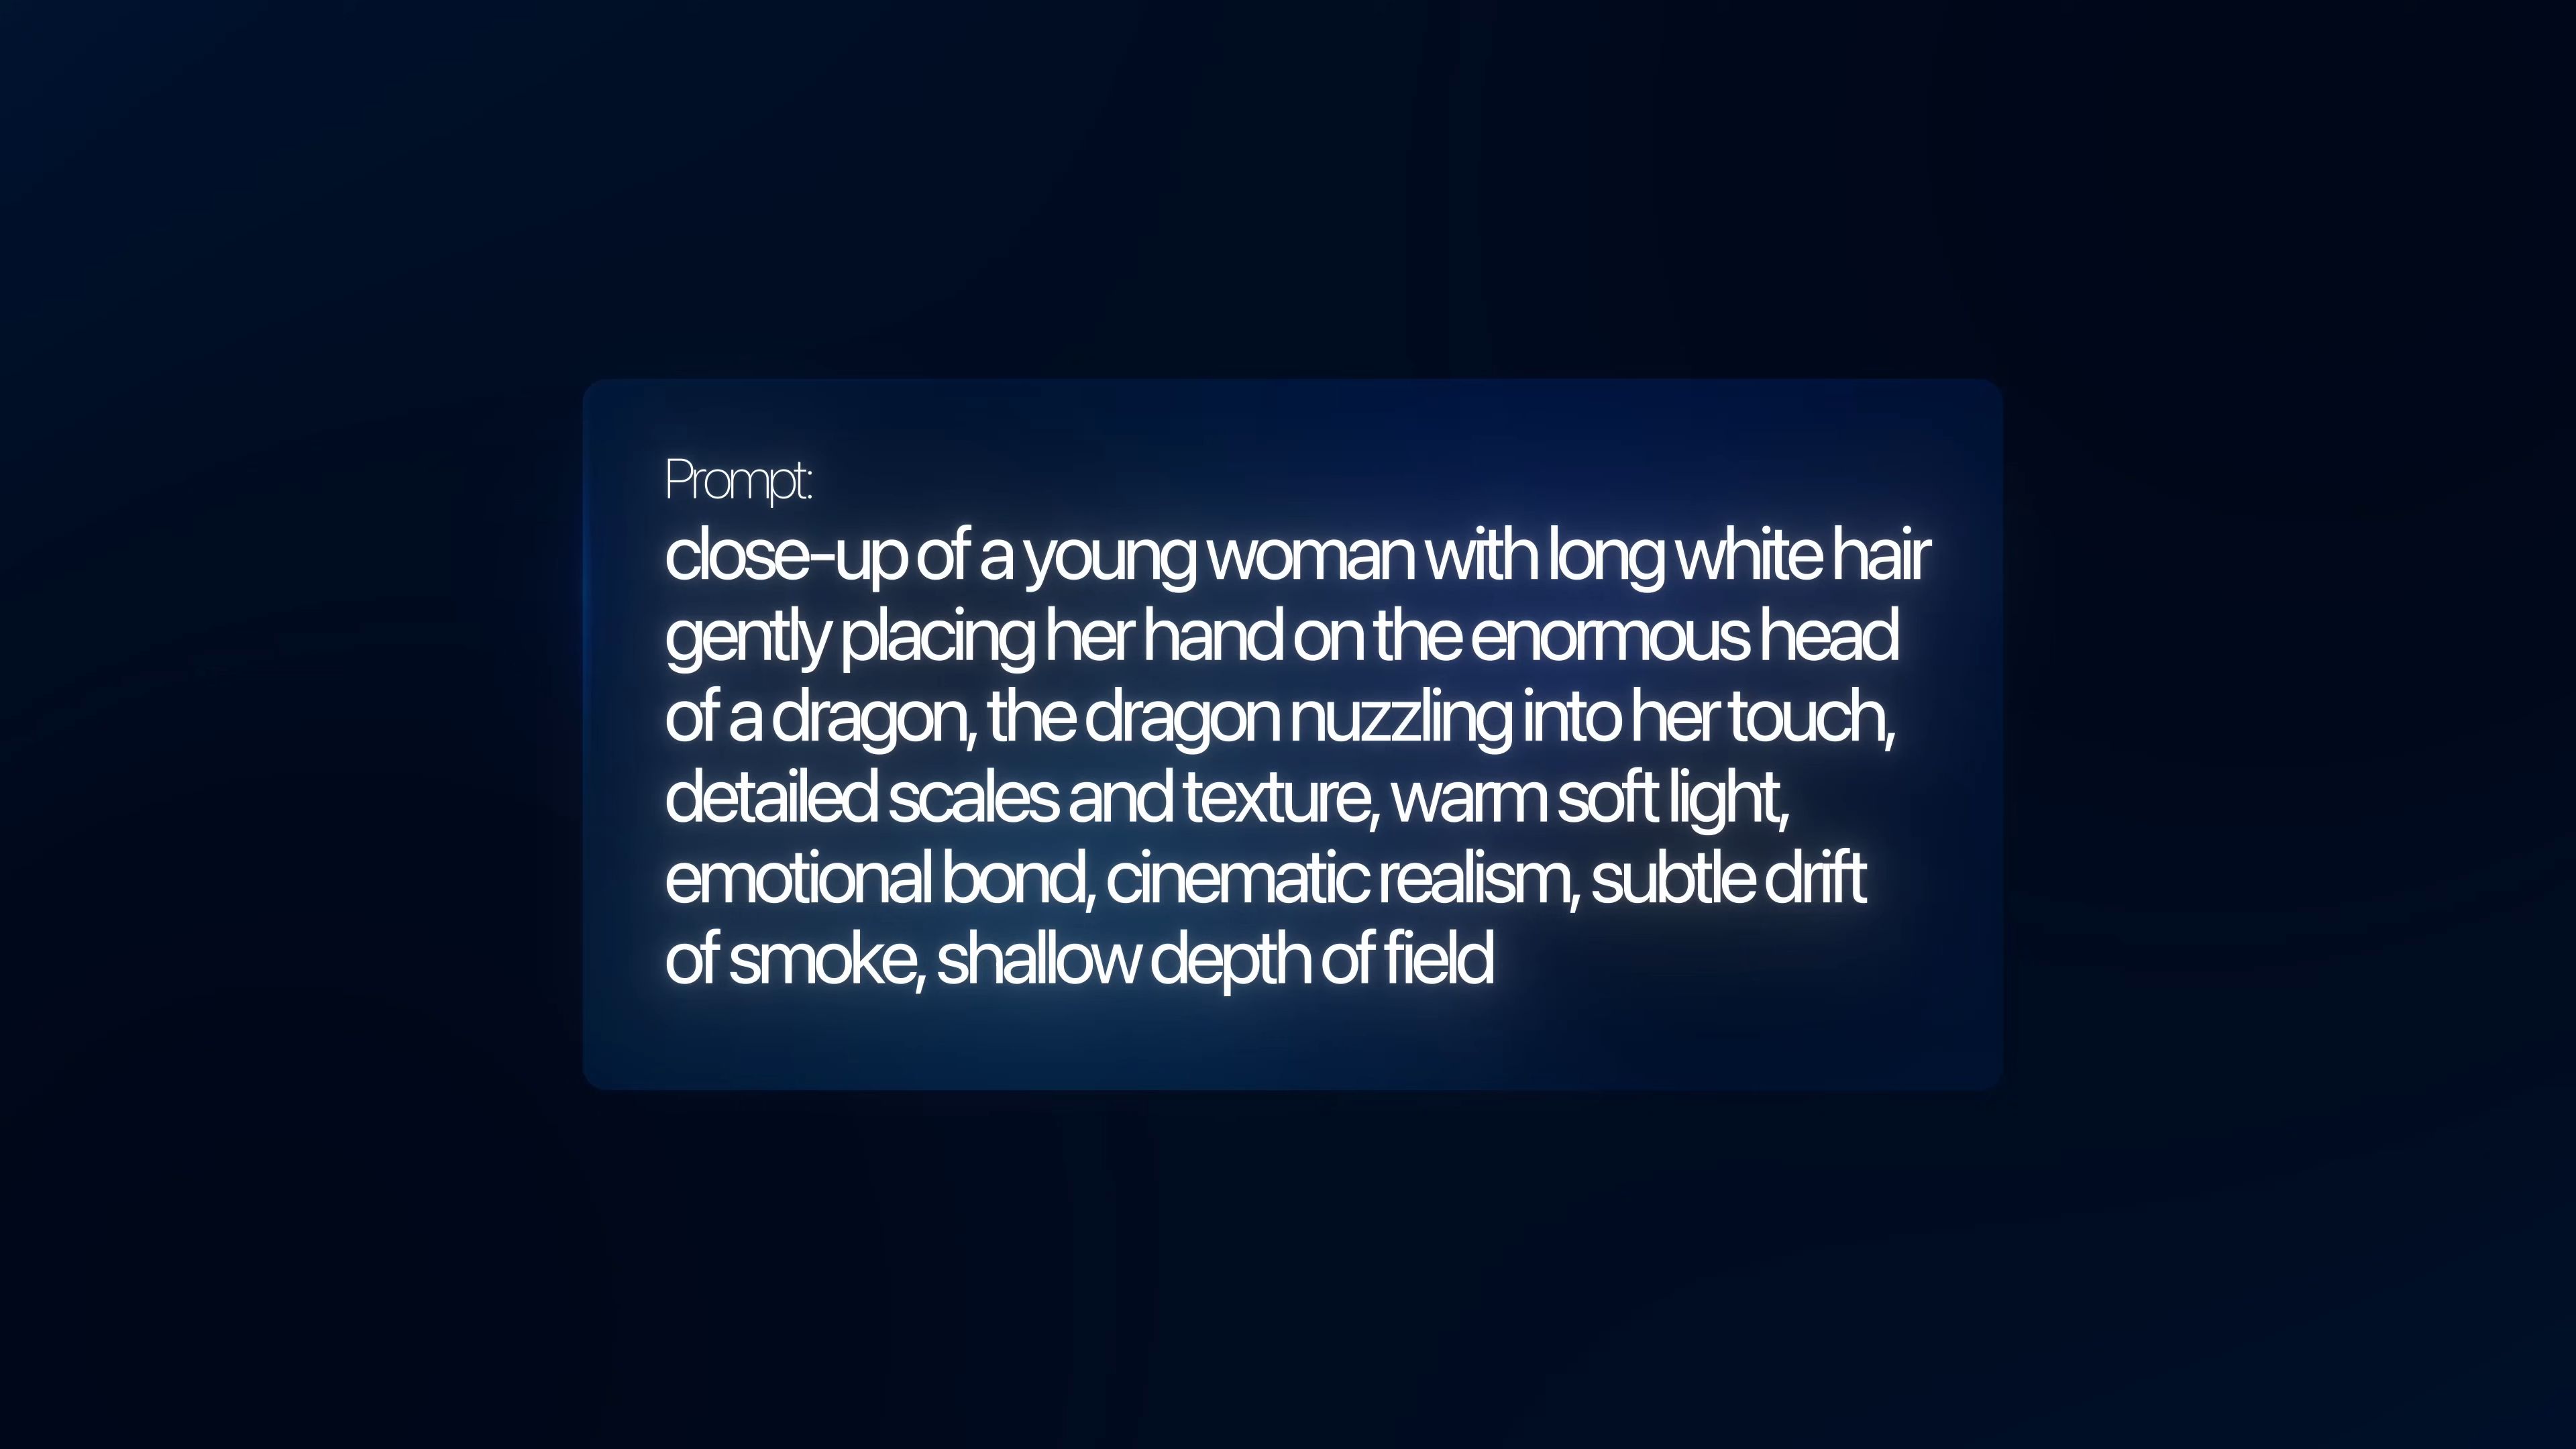 Prompt:
close-up of a young woman with long white hair
gently placing her hand on the enormous head
of a dragon, the dragon nuzzling into her touch,
detailed scales and texture, warm soft light,
emotional bond, cinematic realism, subtle drift
of smoke, shallow depth of field